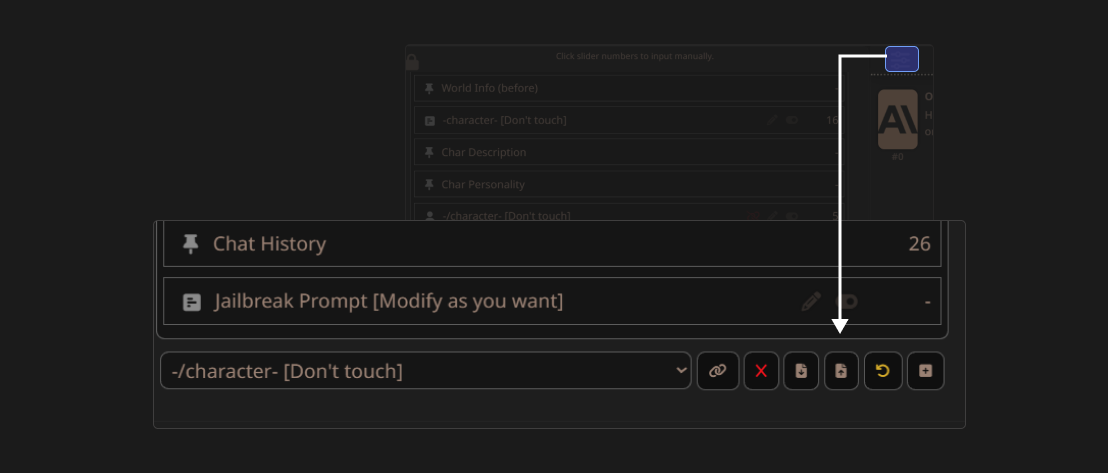 Click slider numbers to input manually.
World Info (before)
-character- [Don't touch] 16
Char Description
Char Personality
-/character- [Don't touch] 5
A\
#0
O
H
Chat History 26
Jailbreak Prompt [Modify as you want] -
-/character- [Don't touch]